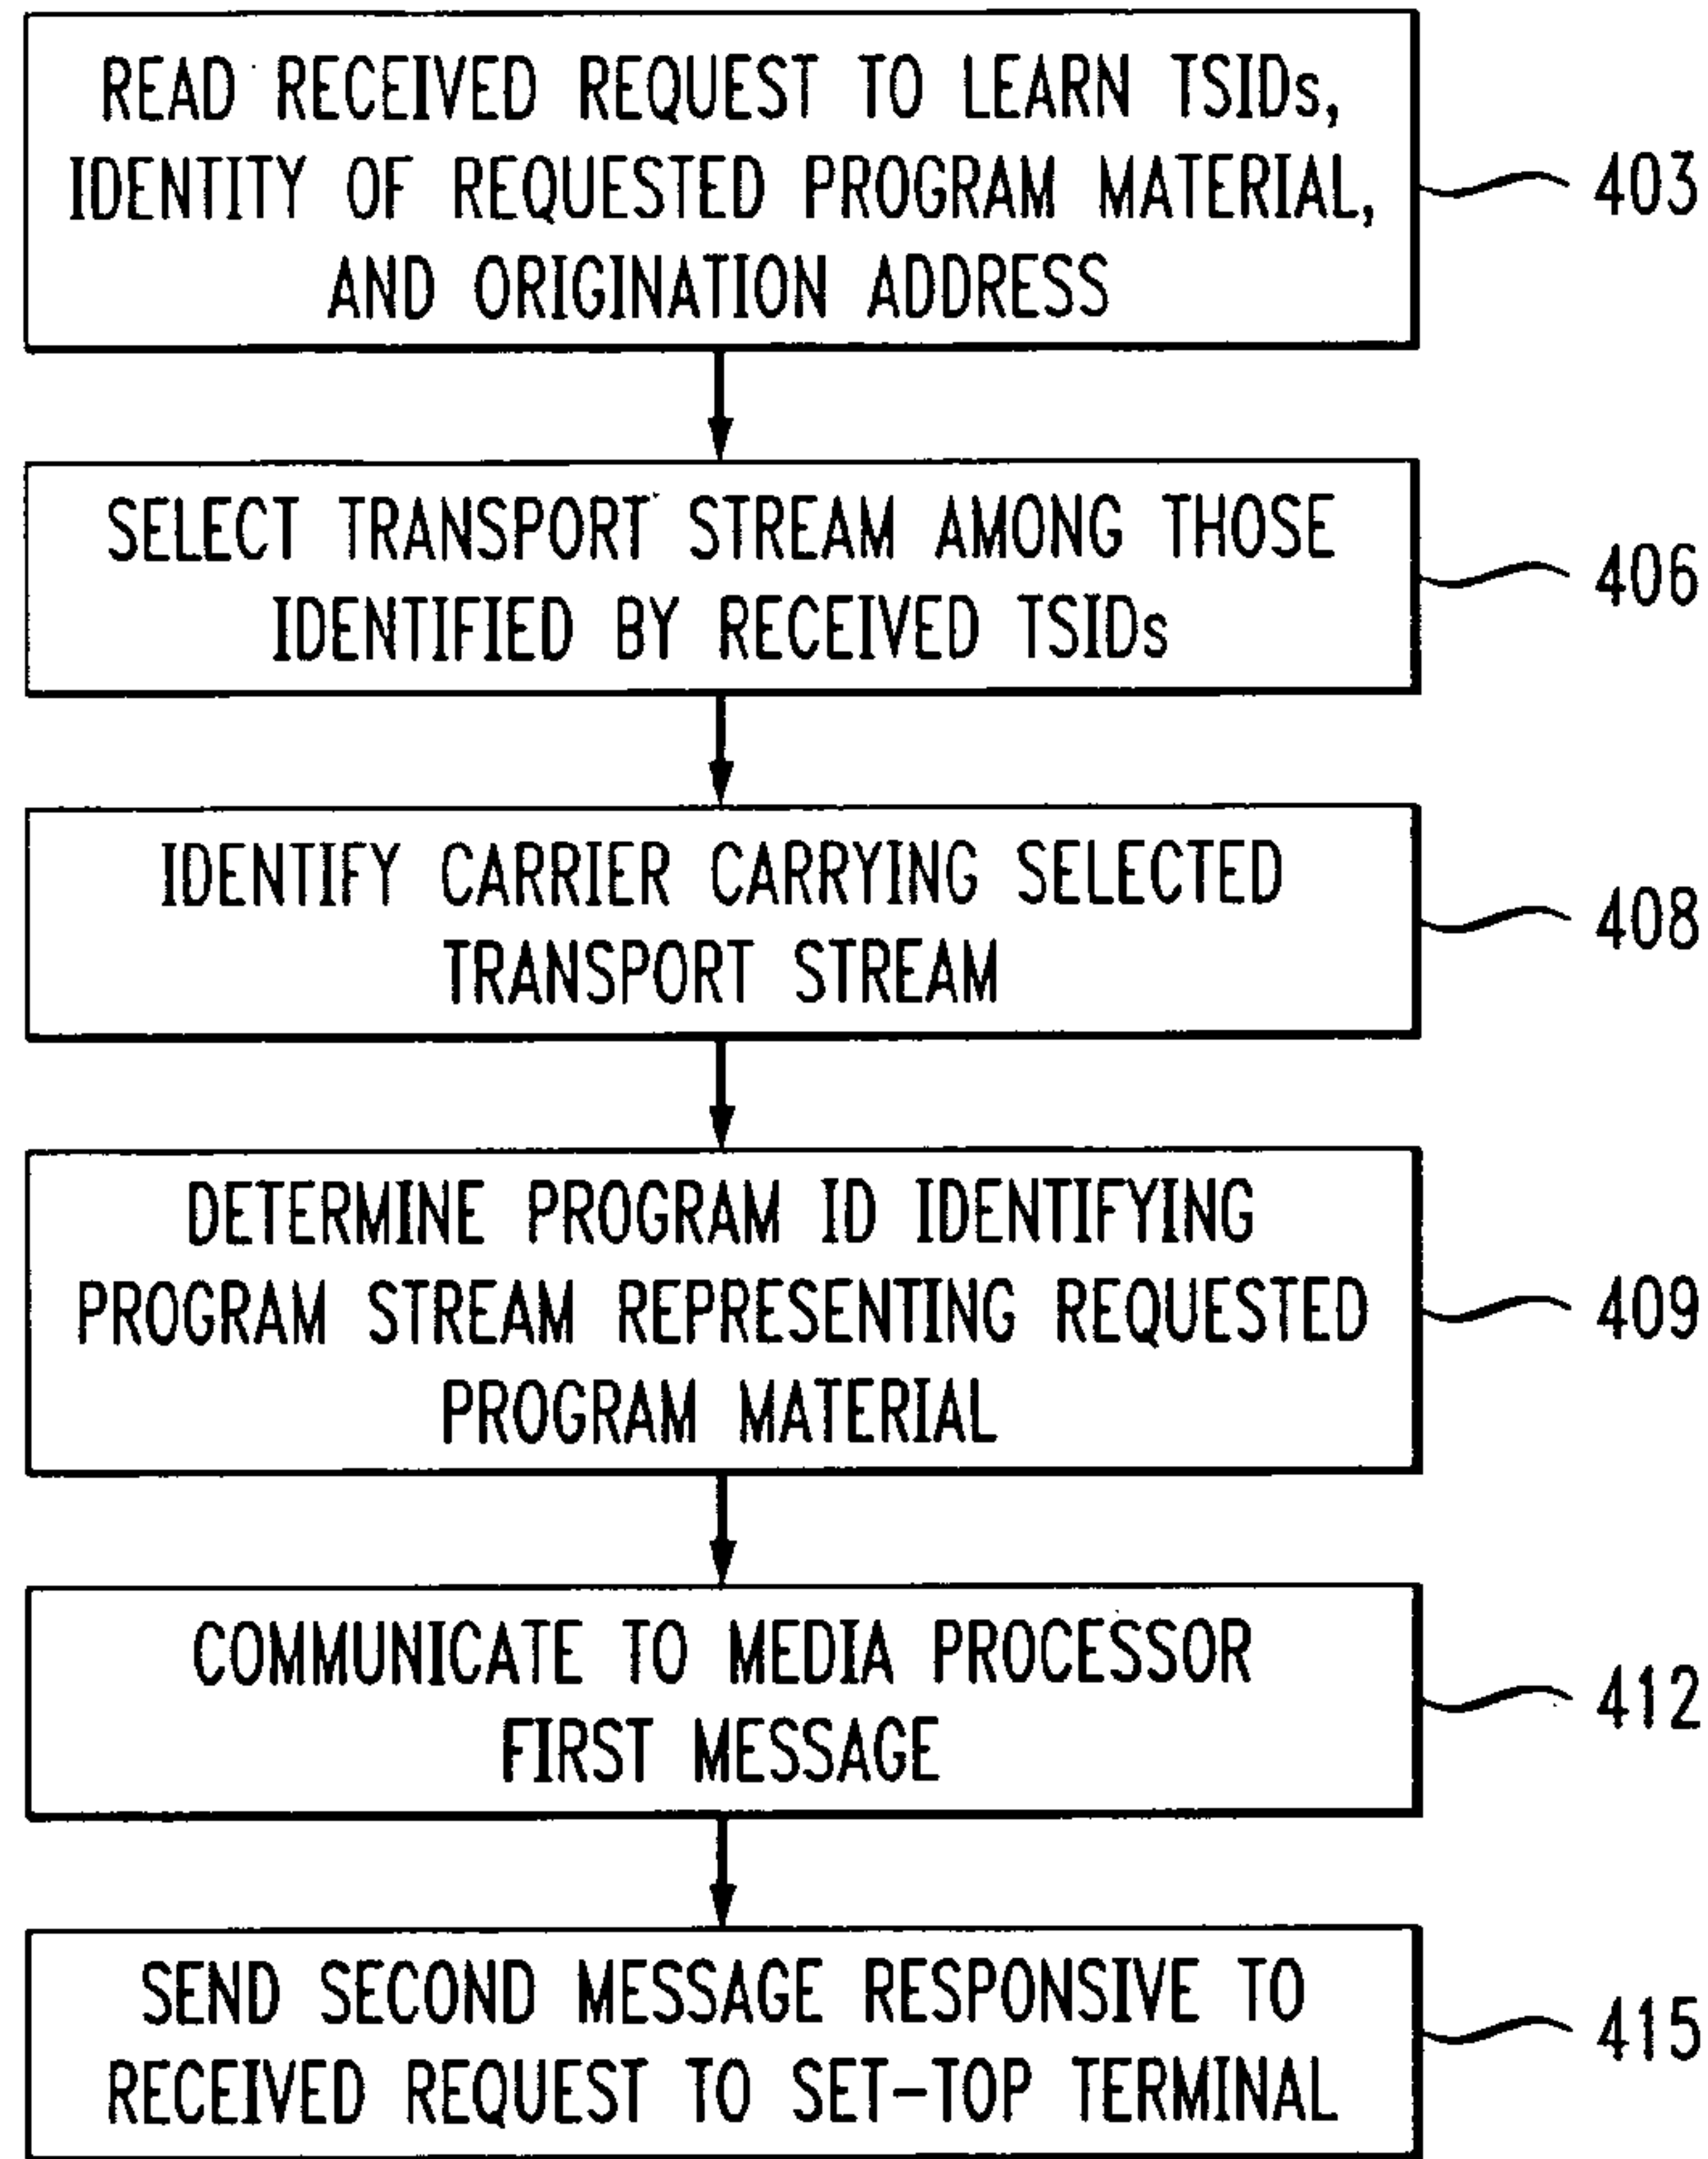 READ RECEIVED REQUEST TO LEARN TSIDs,
IDENTITY OF REQUESTED PROGRAM MATERIAL,
AND ORIGINATION ADDRESS
403
SELECT TRANSPORT STREAM AMONG THOSE
IDENTIFIED BY RECEIVED TSIDs
406
IDENTIFY CARRIER CARRYING SELECTED
TRANSPORT STREAM
408
DETERMINE PROGRAM ID IDENTIFYING
PROGRAM STREAM REPRESENTING REQUESTED
PROGRAM MATERIAL
409
COMMUNICATE TO MEDIA PROCESSOR
FIRST MESSAGE
412
SEND SECOND MESSAGE RESPONSIVE TO
RECEIVED REQUEST TO SET-TOP TERMINAL
415